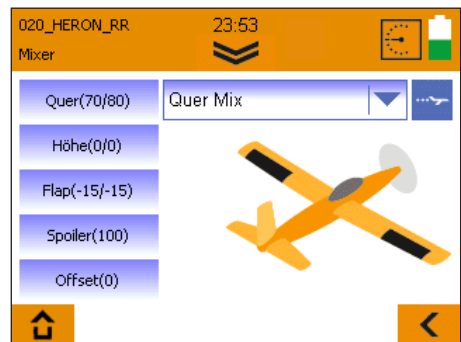 020_HERON_RR
23:53
Mixer
Quer(70/80)
Quer Mix
Höhe(0/0)
Flap(-15/-15)
Spoiler(100)
Offset(0)